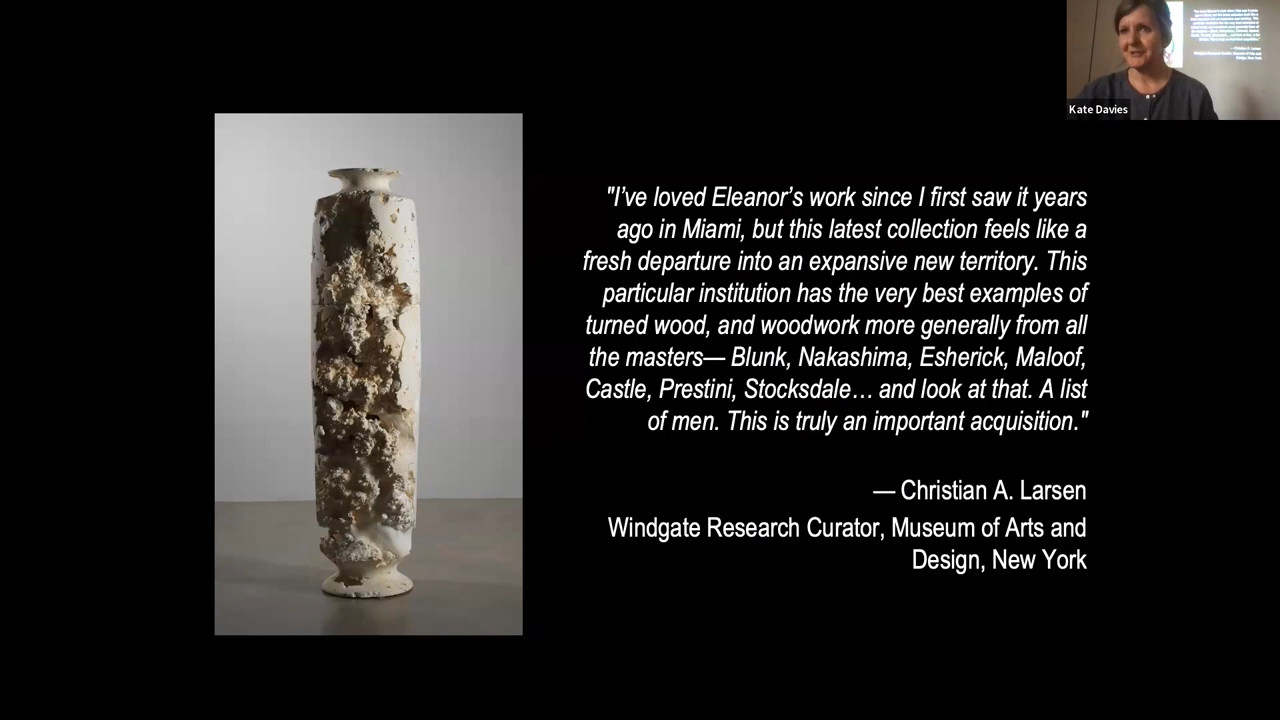 Kate Davies
"I’ve loved Eleanor’s work since I first saw it years
ago in Miami, but this latest collection feels like a
fresh departure into an expansive new territory. This
particular institution has the very best examples of
turned wood, and woodwork more generally from all
the masters— Blunk, Nakashima, Esherick, Maloof,
Castle, Prestini, Stocksdale… and look at that. A list
of men. This is truly an important acquisition."
— Christian A. Larsen
Windgate Research Curator, Museum of Arts and
Design, New York